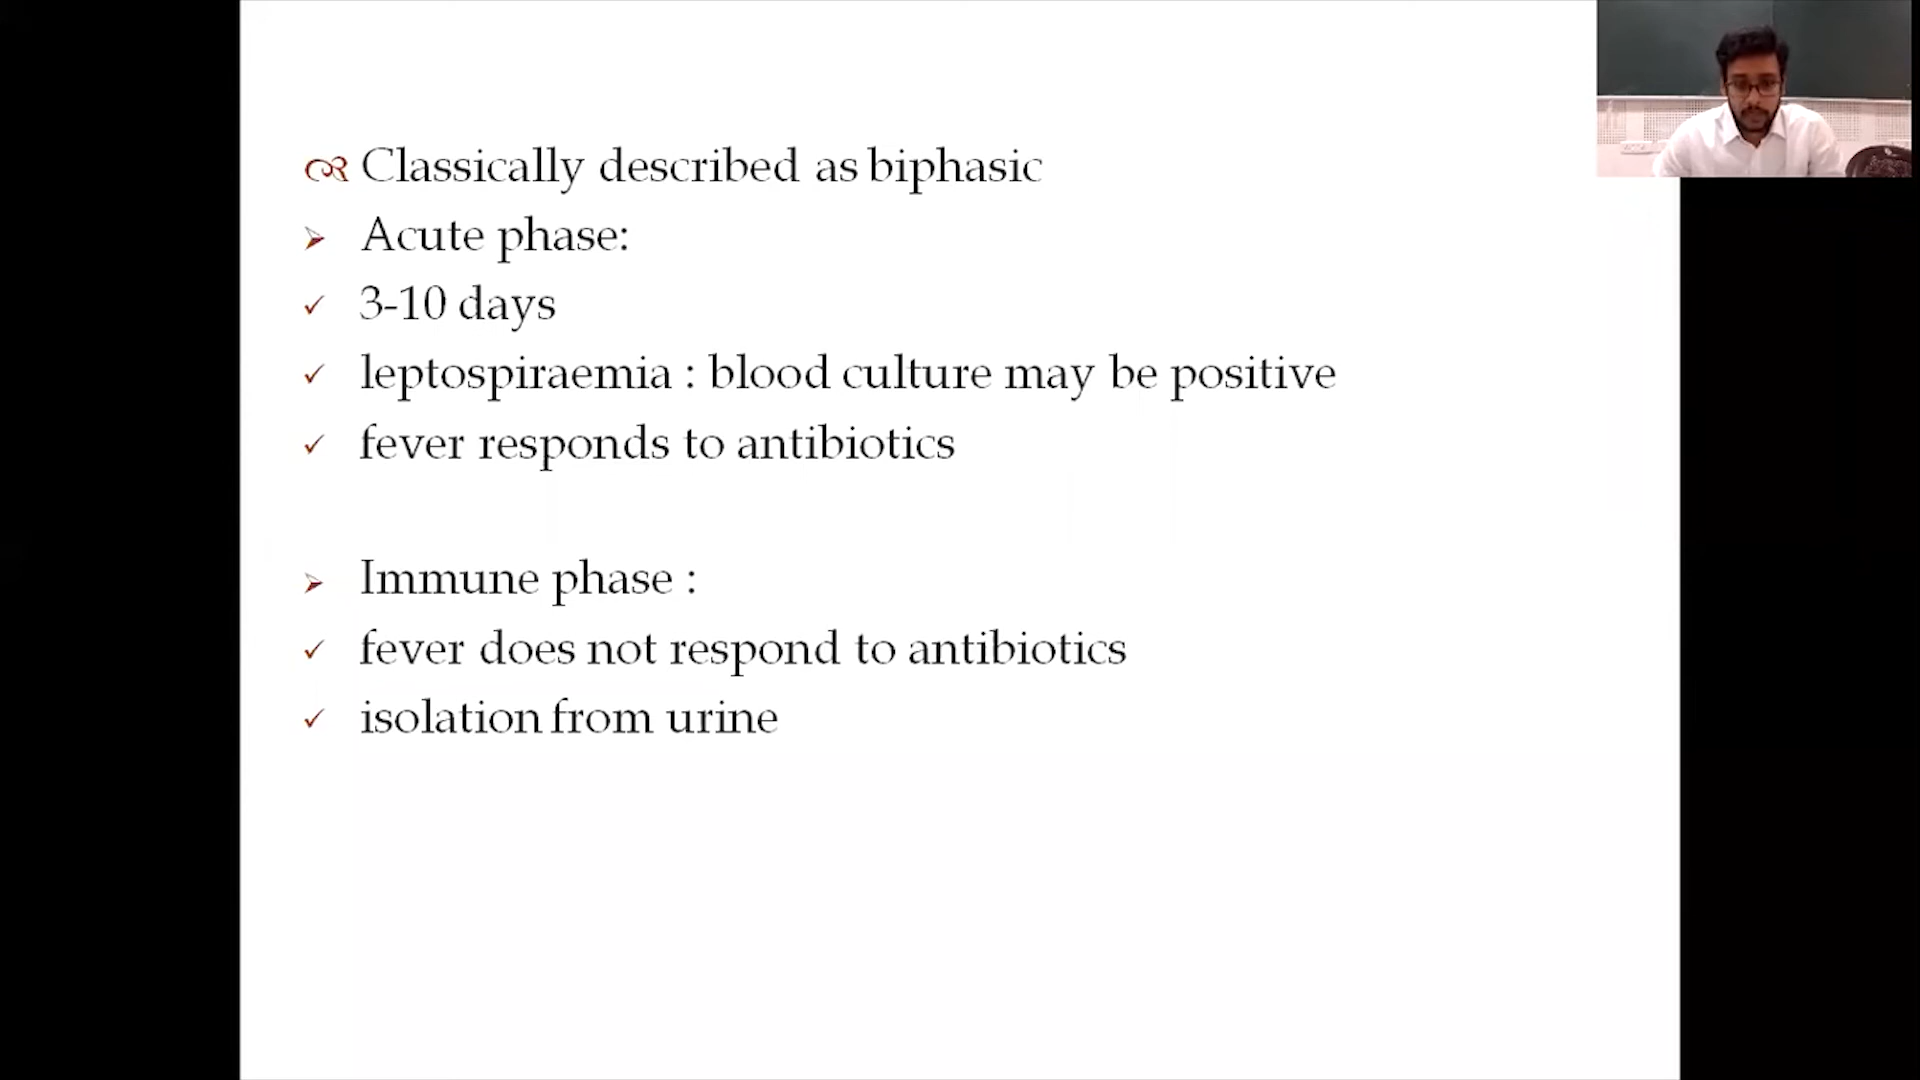 Classically described as biphasic
Acute phase:
3-10 days
leptospiraemia : blood culture may be positive
fever responds to antibiotics
Immune phase :
fever does not respond to antibiotics
isolation from urine